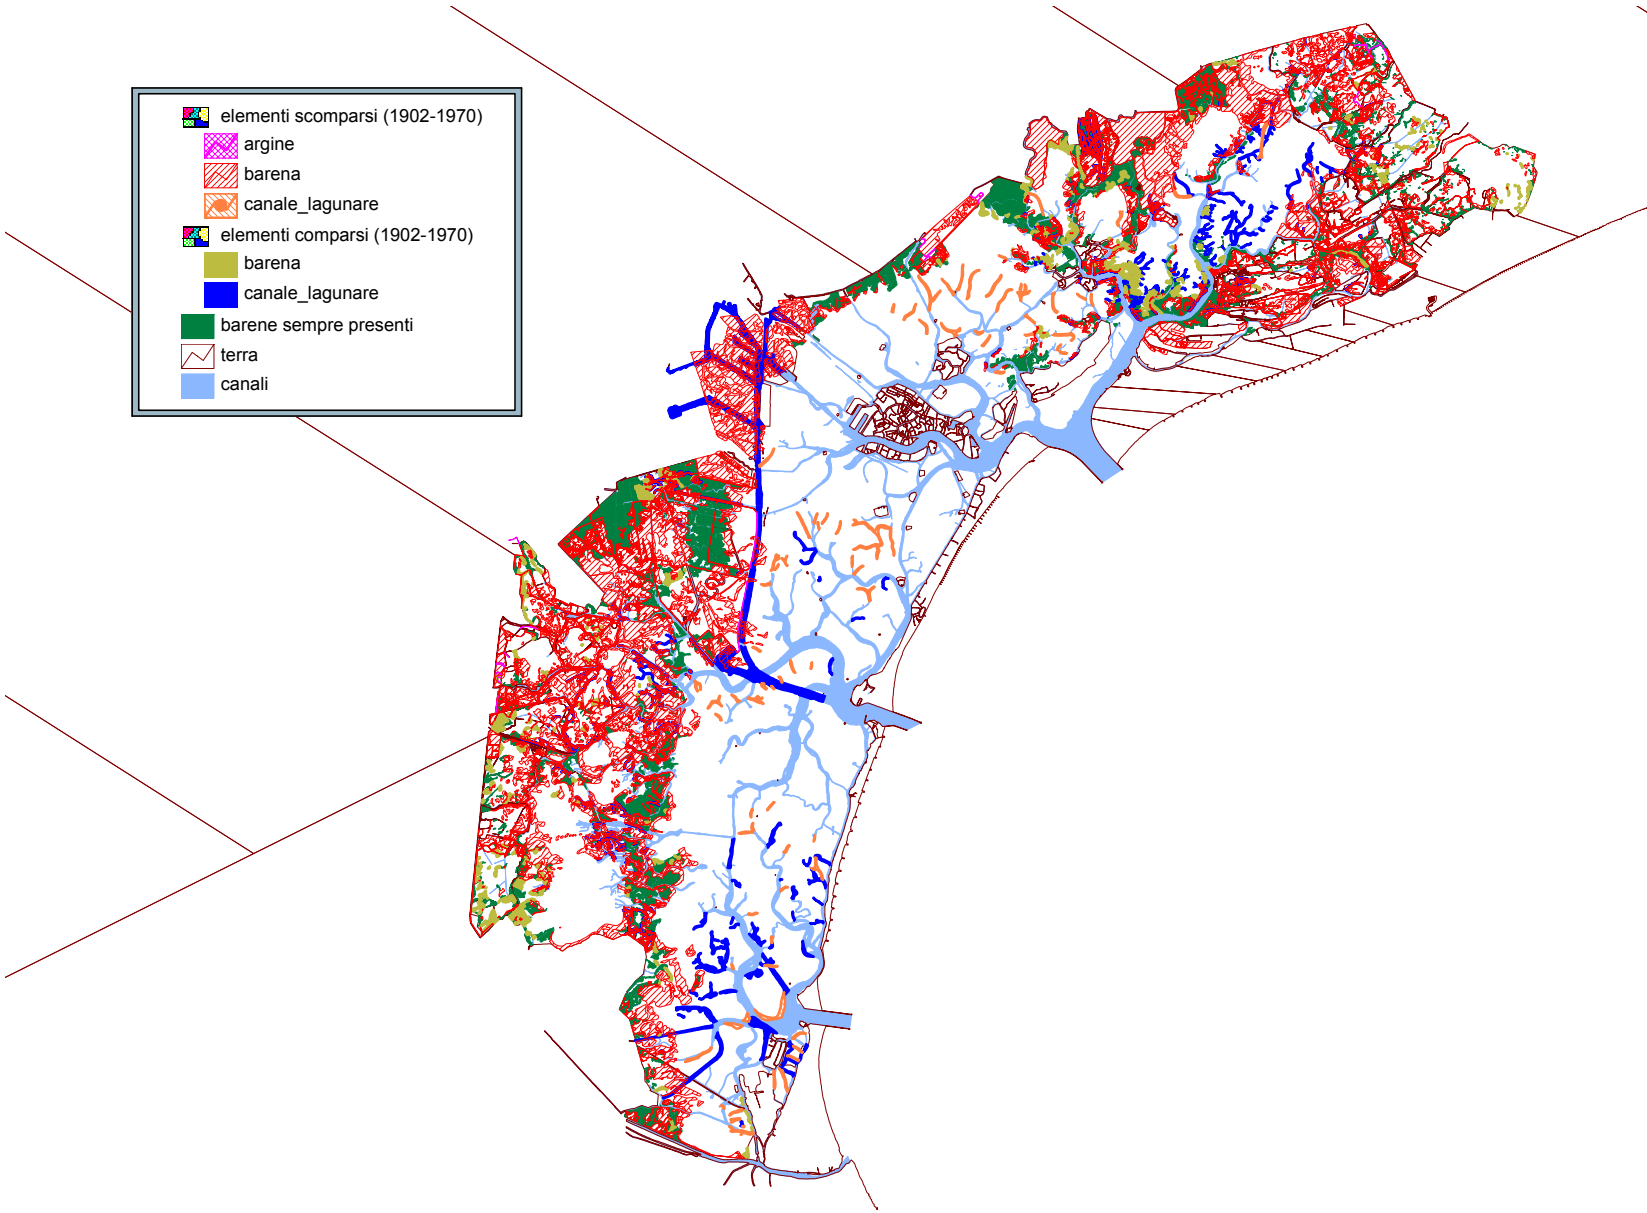 elementi scomparsi (1902-1970)
argine
barena
canale_lagunare
elementi comparsi (1902-1970)
barena
canale_lagunare
barene sempre presenti
terra
canali